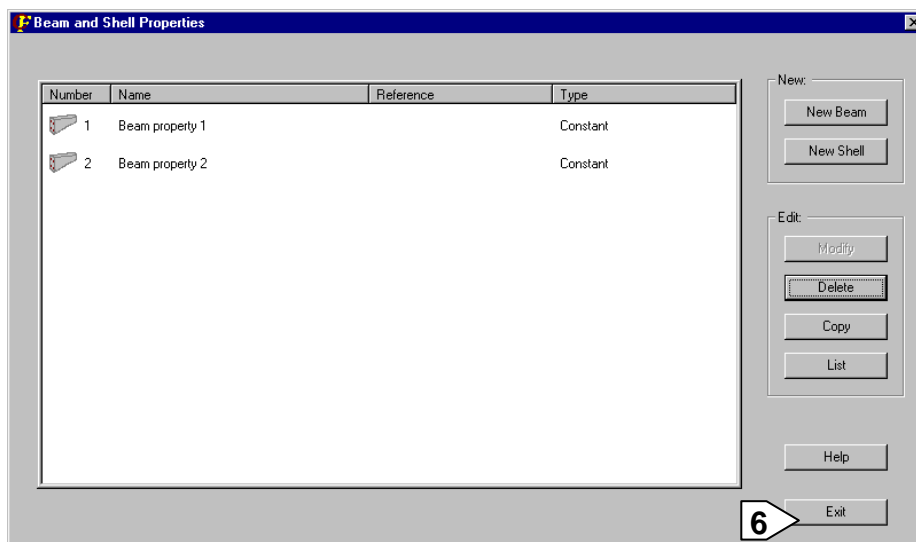 Beam and Shell Properties
Number Name Reference Type
1 Beam property 1 Constant
2 Beam property 2 Constant
New:
New Beam
New Shell
Edit:
Modify
Delete
Copy
List
Help
6 Exit